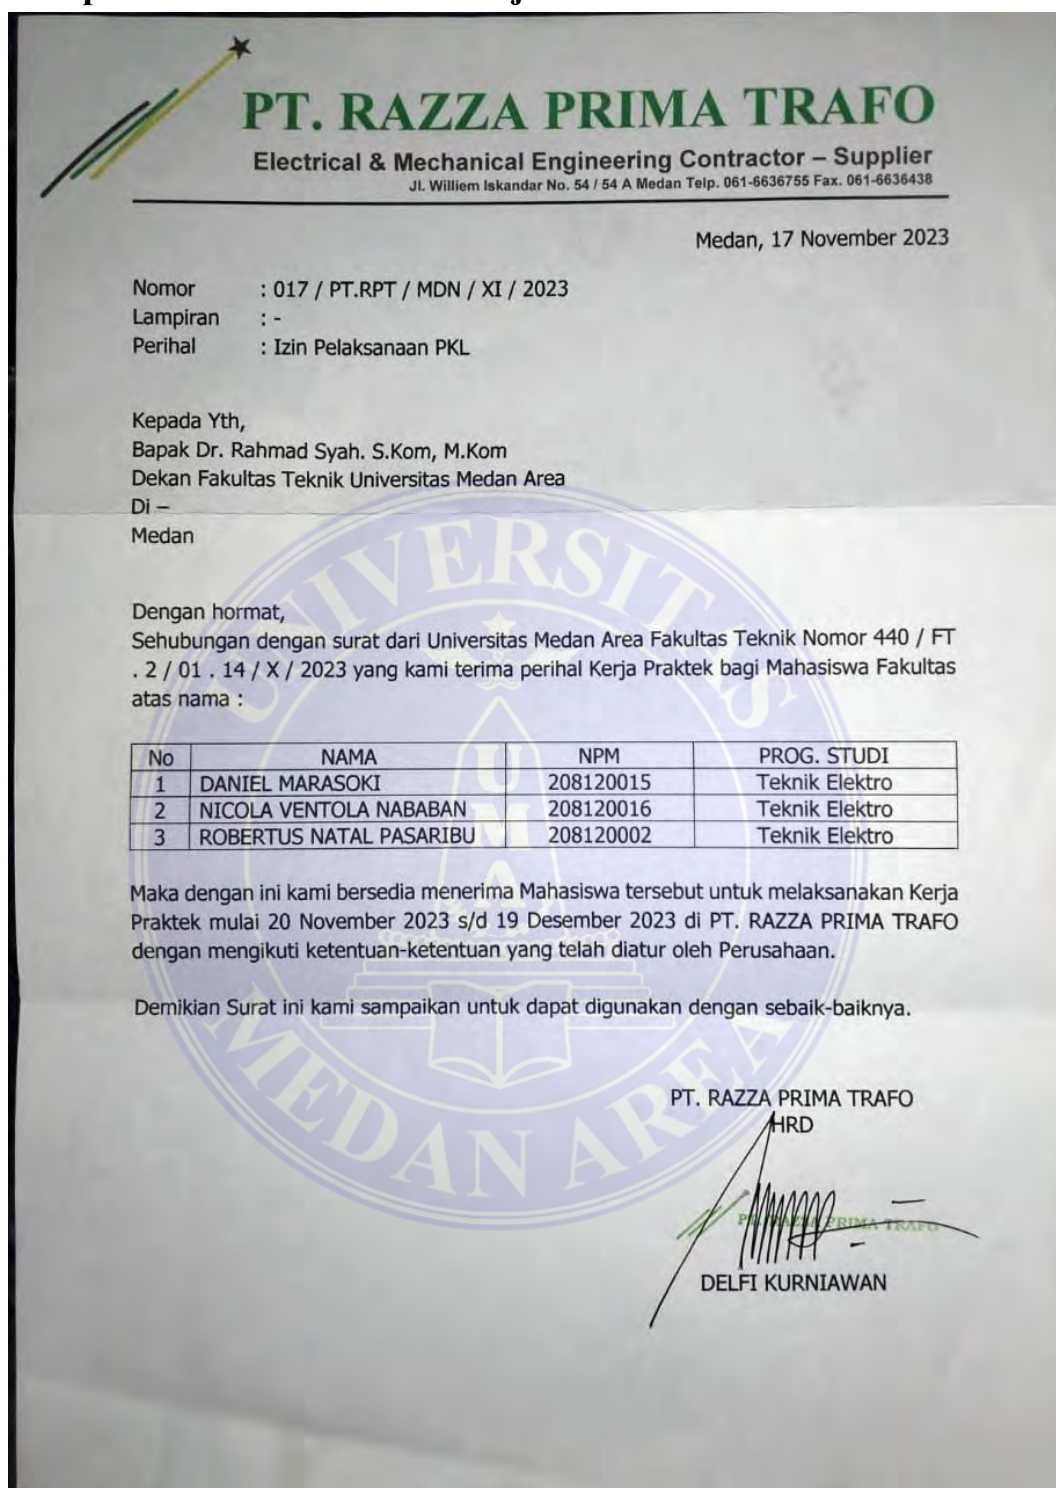 PT. RAZZA PRIMA TRAFO
Electrical & Mechanical Engineering Contractor – Supplier
Jl. Williem Iskandar No. 54 / 54 A Medan Telp. 061-6636755 Fax. 061-6636438
Medan, 17 November 2023
Nomor : 017 / PT.RPT / MDN / XI / 2023
Lampiran : -
Perihal : Izin Pelaksanaan PKL
Kepada Yth,
Bapak Dr. Rahmad Syah. S.Kom, M.Kom
Dekan Fakultas Teknik Universitas Medan Area
Di –
Medan
Dengan hormat,
Sehubungan dengan surat dari Universitas Medan Area Fakultas Teknik Nomor 440 / FT
. 2 / 01 . 14 / X / 2023 yang kami terima perihal Kerja Praktek bagi Mahasiswa Fakultas
atas nama :
No NAMA NPM PROG. STUDI
1 DANIEL MARASOKI 208120015 Teknik Elektro
2 NICOLA VENTOLA NABABAN 208120016 Teknik Elektro
3 ROBERTUS NATAL PASARIBU 208120002 Teknik Elektro
Maka dengan ini kami bersedia menerima Mahasiswa tersebut untuk melaksanakan Kerja
Praktek mulai 20 November 2023 s/d 19 Desember 2023 di PT. RAZZA PRIMA TRAFO
dengan mengikuti ketentuan-ketentuan yang telah diatur oleh Perusahaan.
Demikian Surat ini kami sampaikan untuk dapat digunakan dengan sebaik-baiknya.
PT. RAZZA PRIMA TRAFO
HRD
PT. RAZZA PRIMA TRAFO
DELFI KURNIAWAN
UNIVERSITAS
UMA
MEDAN AREA